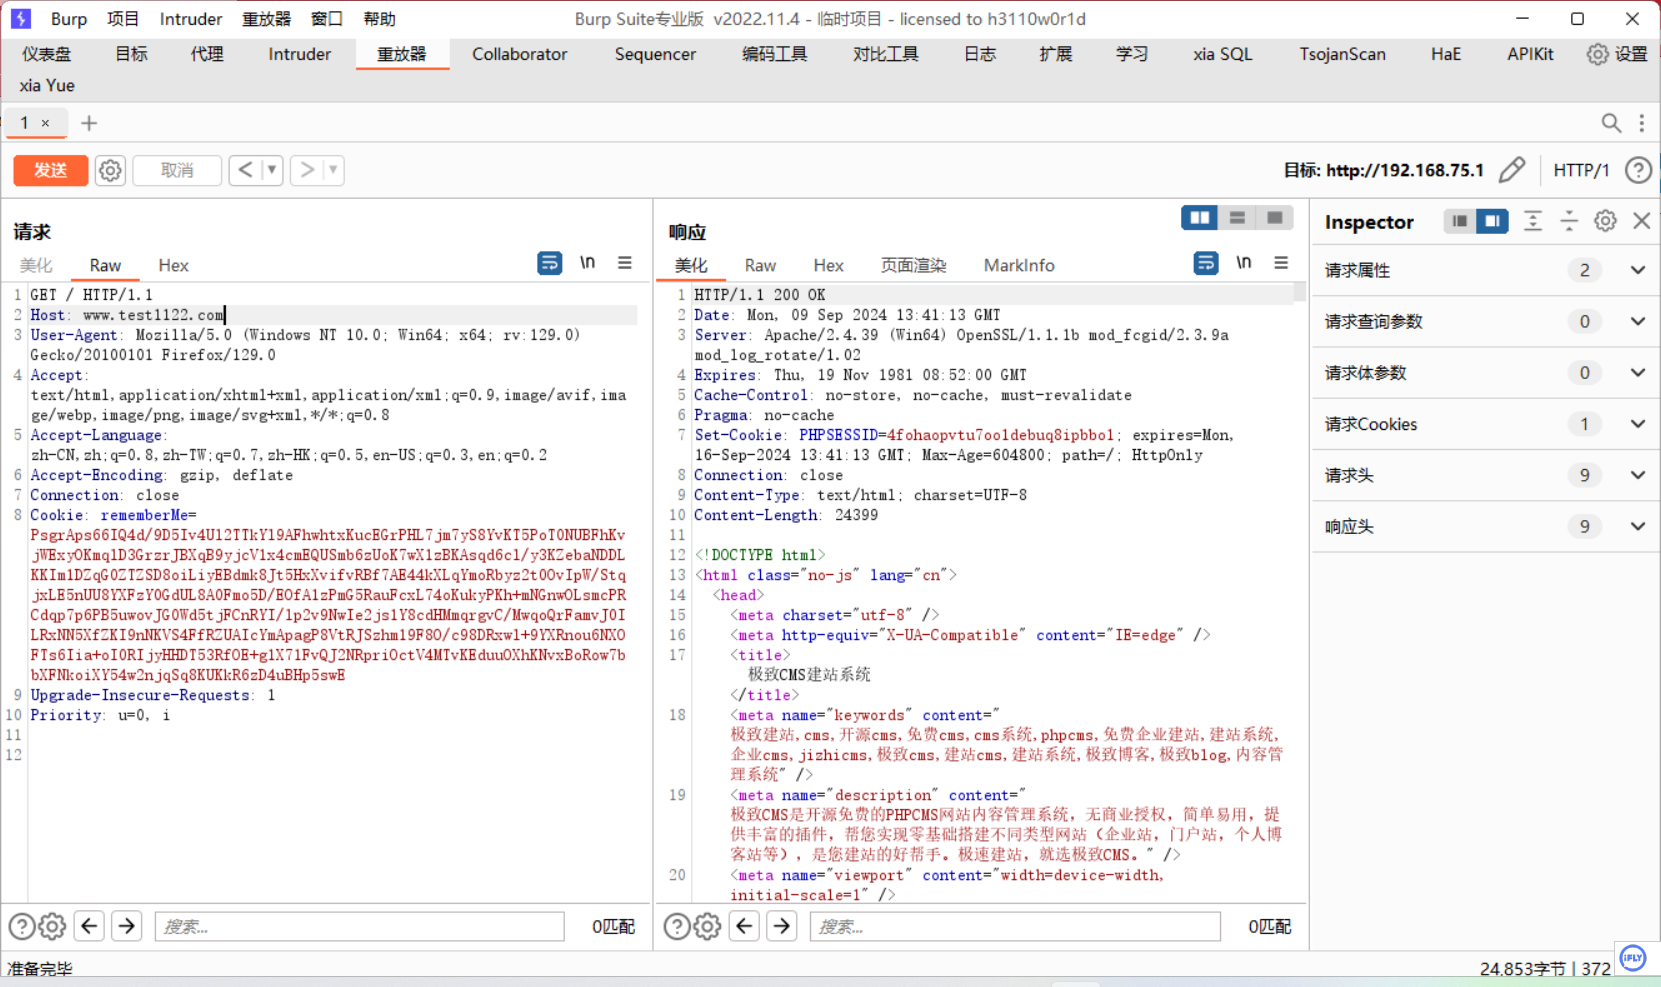 Burp 项目 Intruder 重放器 窗口 帮助 Burp Suite专业版 v2022.11.4 - 临时项目 - licensed to h3110w0r1d
仪表盘 目标 代理 Intruder 重放器 Collaborator Sequencer 编码工具 对比工具 日志 扩展 学习 xia SQL TsojanScan HaE APIKit 设置
xia Yue
1 × +
发送 取消 < ▼ > ▼ 目标: http://192.168.75.1 HTTP/1 ?
请求
美化 Raw Hex \n
1 GET / HTTP/1.1
2 Host: www.test1122.com
3 User-Agent: Mozilla/5.0 (Windows NT 10.0; Win64; x64; rv:129.0)
Gecko/20100101 Firefox/129.0
4 Accept:
text/html,application/xhtml+xml,application/xml;q=0.9,image/avif,ima
ge/webp,image/png,image/svg+xml,*/*;q=0.8
5 Accept-Language:
zh-CN,zh;q=0.8,zh-TW;q=0.7,zh-HK;q=0.5,en-US;q=0.3,en;q=0.2
6 Accept-Encoding: gzip, deflate
7 Connection: close
8 Cookie: rememberMe=
PsgrAps66IQ4d/9D5Iv4U12TTkY19AFhwhtxKucEGrPHL7jm7yS8YvKT5PoT0NUBFhKv
jWExyOKmq1D3GrzrJBXqB9yjcV1x4cmEQUSmb6zUoK7wX1zBKAsqd6c1/y3KZebaNDDL
KKIm1DZqG0ZTZSD8oiLiyEBdmk8Jt5HxXvifvRBf7AE44kXLqYmoRbyz2t0OvIpW/Stq
jxLE5nUU8YXFzY0GdUL8A0Fmo5D/EOfA1zPmG5RauFcxL74oKukyPKh+mNGnwOLsmcPR
Cdqp7p6PB5uwovJG0Wd5tjFCnRYI/1p2v9NwIe2js1Y8cdHMmqrgvC/MwqoQrFamvJ0I
LRxNN5XfZKI9nNKVS4FfRZUAIcYmApagP8VtRJSzhm19F8O/c98DRxw1+9YXRnou6NXO
FTs6Iia+oI0RIjyHHDT53RfOE+g1X71FvQJ2NRpriOctV4MTvKEduuOXhKNvxBoRow7b
bXFNkoiXY54w2njqSq8KUKkR6zD4uBHp5swE
9 Upgrade-Insecure-Requests: 1
10 Priority: u=0, i
11
12
搜索... 0匹配
准备完毕
响应
美化 Raw Hex 页面渲染 MarkInfo \n
1 HTTP/1.1 200 OK
2 Date: Mon, 09 Sep 2024 13:41:13 GMT
3 Server: Apache/2.4.39 (Win64) OpenSSL/1.1.1b mod_fcgid/2.3.9a
mod_log_rotate/1.02
4 Expires: Thu, 19 Nov 1981 08:52:00 GMT
5 Cache-Control: no-store, no-cache, must-revalidate
6 Pragma: no-cache
7 Set-Cookie: PHPSESSID=4fohaopvtu7oo1debuq8ipbbo1; expires=Mon,
16-Sep-2024 13:41:13 GMT; Max-Age=604800; path=/; HttpOnly
8 Connection: close
9 Content-Type: text/html; charset=UTF-8
10 Content-Length: 24399
11
12 <!DOCTYPE html>
13 <html class="no-js" lang="cn">
14 <head>
15 <meta charset="utf-8" />
16 <meta http-equiv="X-UA-Compatible" content="IE=edge" />
17 <title>
极致CMS建站系统
</title>
18 <meta name="keywords" content="
极致建站,cms,开源cms,免费cms,cms系统,phpcms,免费企业建站,建站系统,
企业cms,jizhicms,极致cms,建站cms,建站系统,极致博客,极致blog,内容管
理系统" />
19 <meta name="description" content="
极致CMS是开源免费的PHPCMS网站内容管理系统，无商业授权，简单易用，提
供丰富的插件，帮您实现零基础搭建不同类型网站（企业站，门户站，个人博
客站等），是您建站的好帮手。极速建站，就选极致CMS。" />
20 <meta name="viewport" content="width=device-width,
initial-scale=1" />
搜索... 0匹配
Inspector
请求属性 2
请求查询参数 0
请求体参数 0
请求Cookies 1
请求头 9
响应头 9
24,853字节 | 372
iFLY